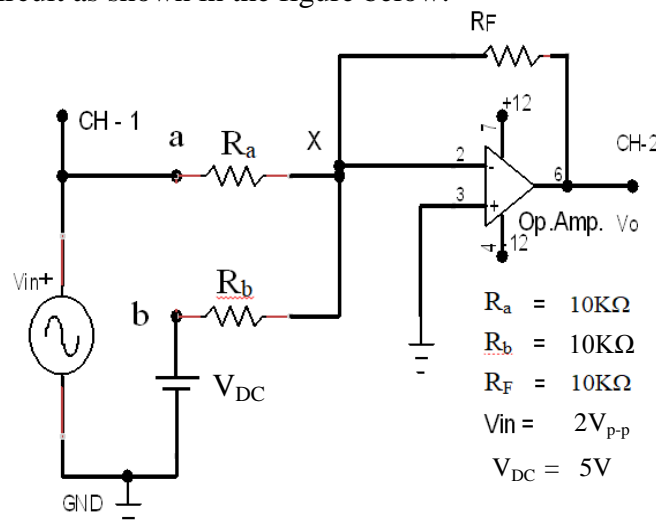 ircuit as shown in the figure below.
RF
CH - 1
a
Ra
X
7
+12
CH-2
2
-
6
3
+
Op.Amp.
Vo
4
-12
Vin+
b
Rb
VDC
GND
Ra = 10KΩ
Rb = 10KΩ
RF = 10KΩ
Vin = 2Vp-p
VDC = 5V